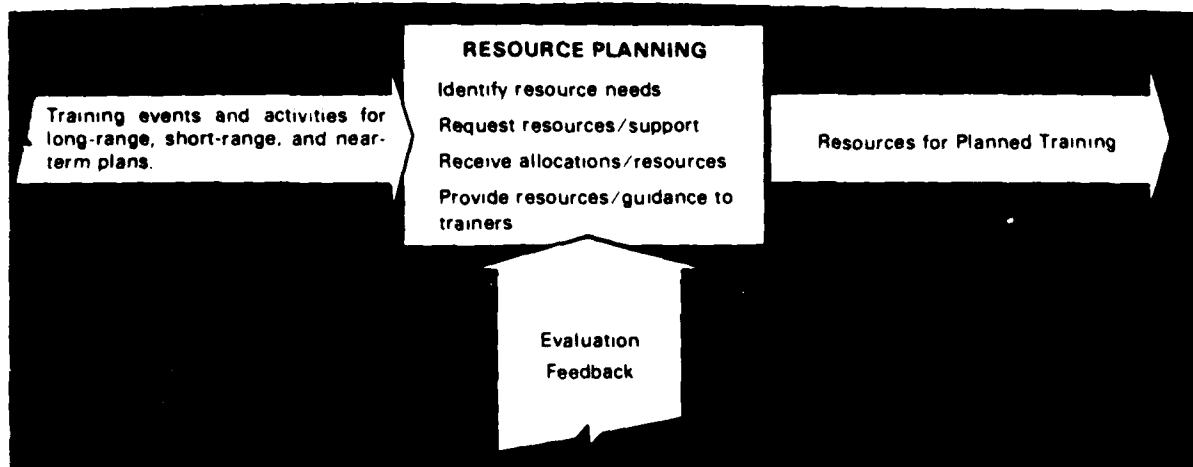 Training events and activities for
long-range, short-range, and near-
term plans.
RESOURCE PLANNING
Identify resource needs
Request resources/support
Receive allocations/resources
Provide resources/guidance to
trainers
Resources for Planned Training
Evaluation
Feedback